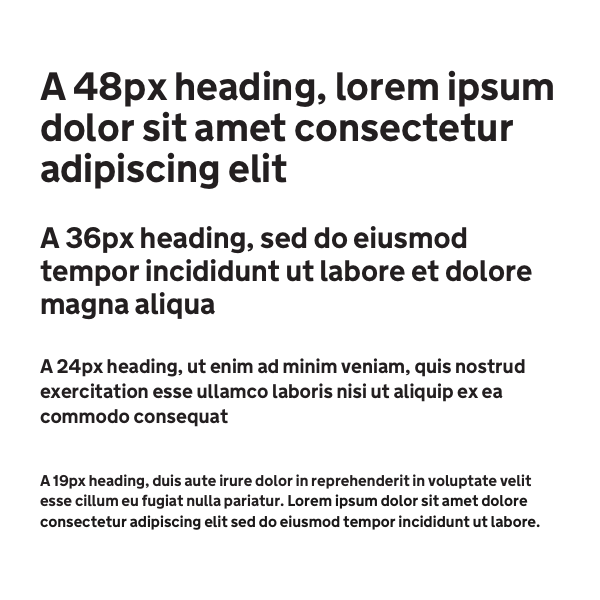 A 48px heading, lorem ipsum
dolor sit amet consectetur
adipiscing elit
A 36px heading, sed do eiusmod
tempor incididunt ut labore et dolore
magna aliqua
A 24px heading, ut enim ad minim veniam, quis nostrud
exercitation esse ullamco laboris nisi ut aliquip ex ea
commodo consequat
A 19px heading, duis aute irure dolor in reprehenderit in voluptate velit
esse cillum eu fugiat nulla pariatur. Lorem ipsum dolor sit amet dolore
consectetur adipiscing elit sed do eiusmod tempor incididunt ut labore.